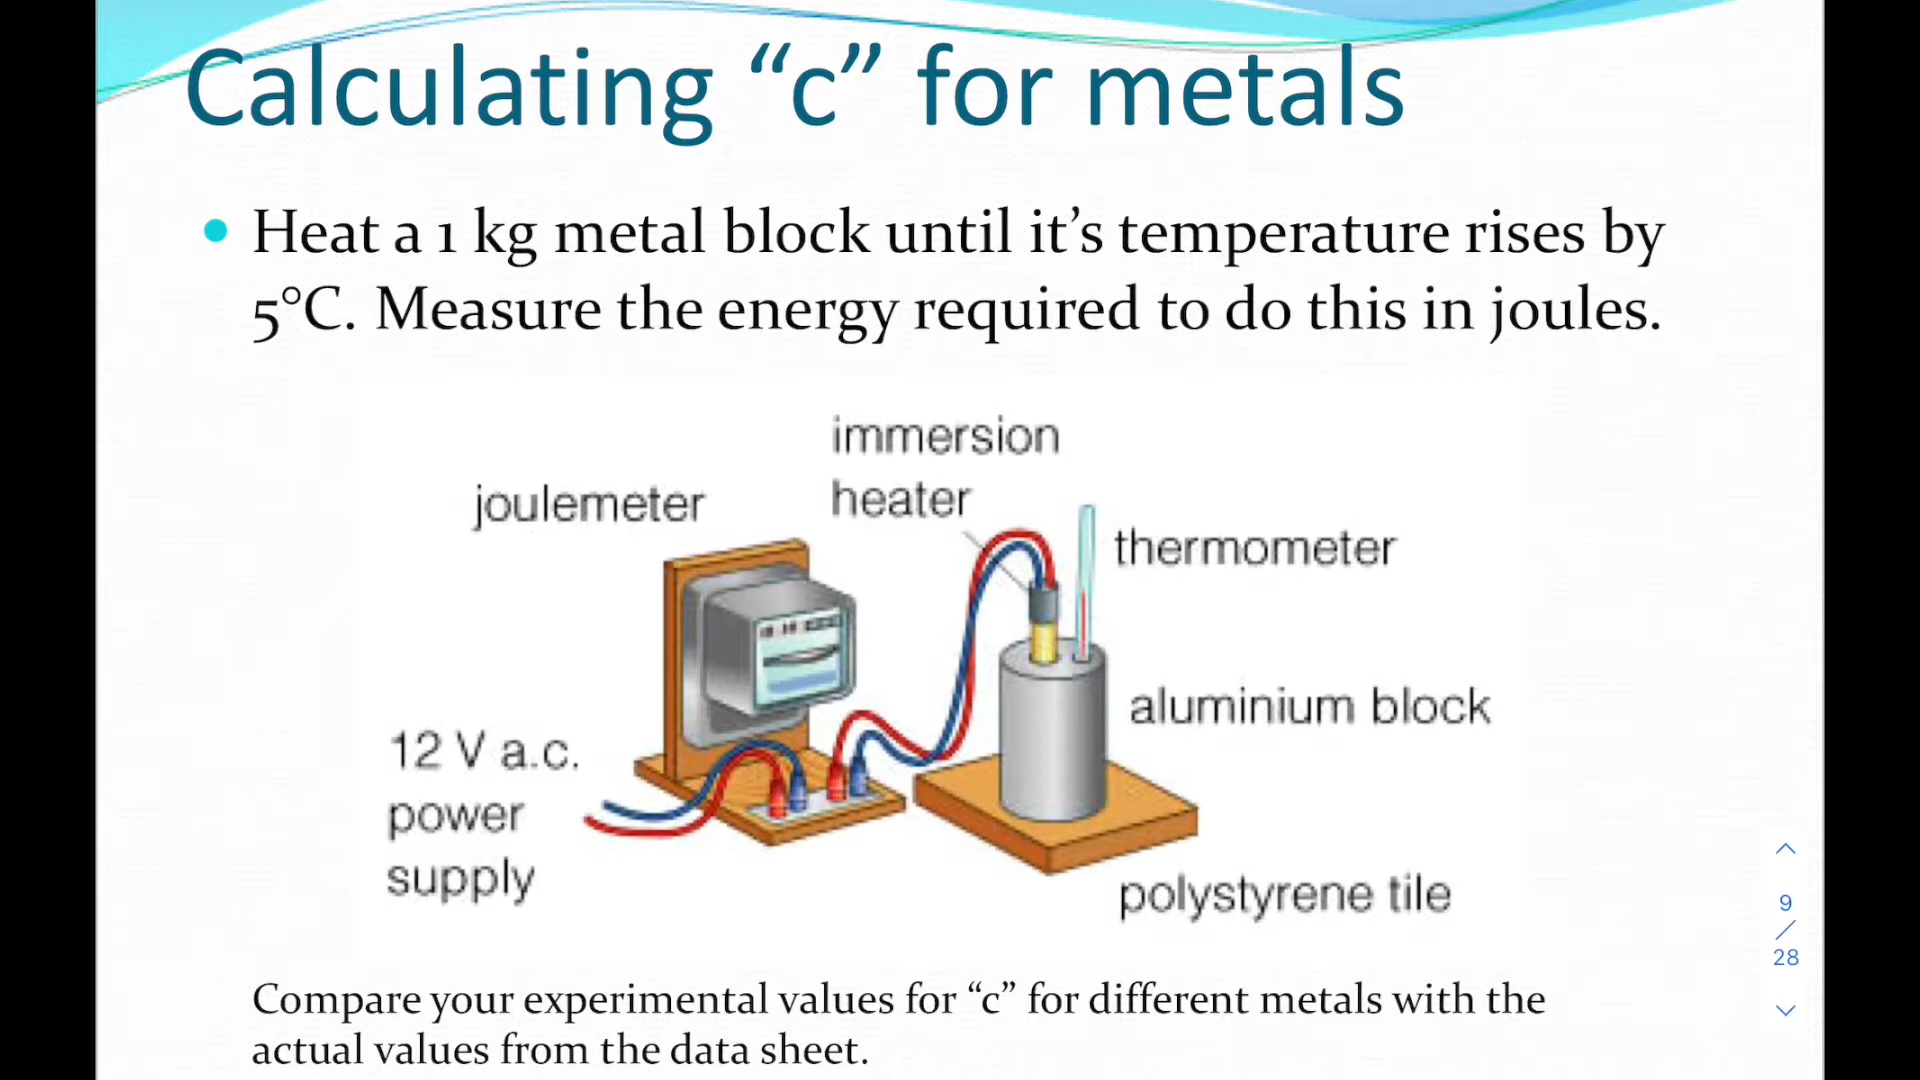 Calculating “c” for metals
• Heat a 1 kg metal block until it’s temperature rises by
5°C. Measure the energy required to do this in joules.
immersion
heater
joulemeter
thermometer
aluminium block
12 V a.c.
power
supply
polystyrene tile
9
/
28
Compare your experimental values for “c” for different metals with the
actual values from the data sheet.